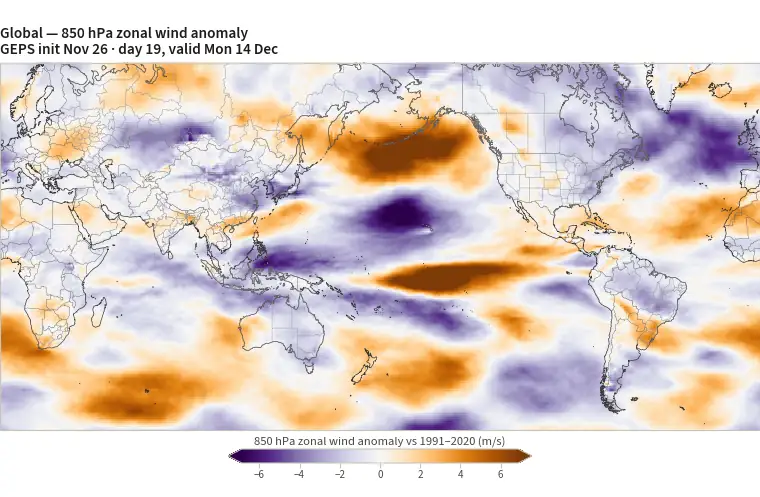 Global — 850 hPa zonal wind anomaly
GEPS init Nov 26 · day 19, valid Mon 14 Dec
850 hPa zonal wind anomaly vs 1991−2020 (m/s)
−6 −4 −2 0 2 4 6